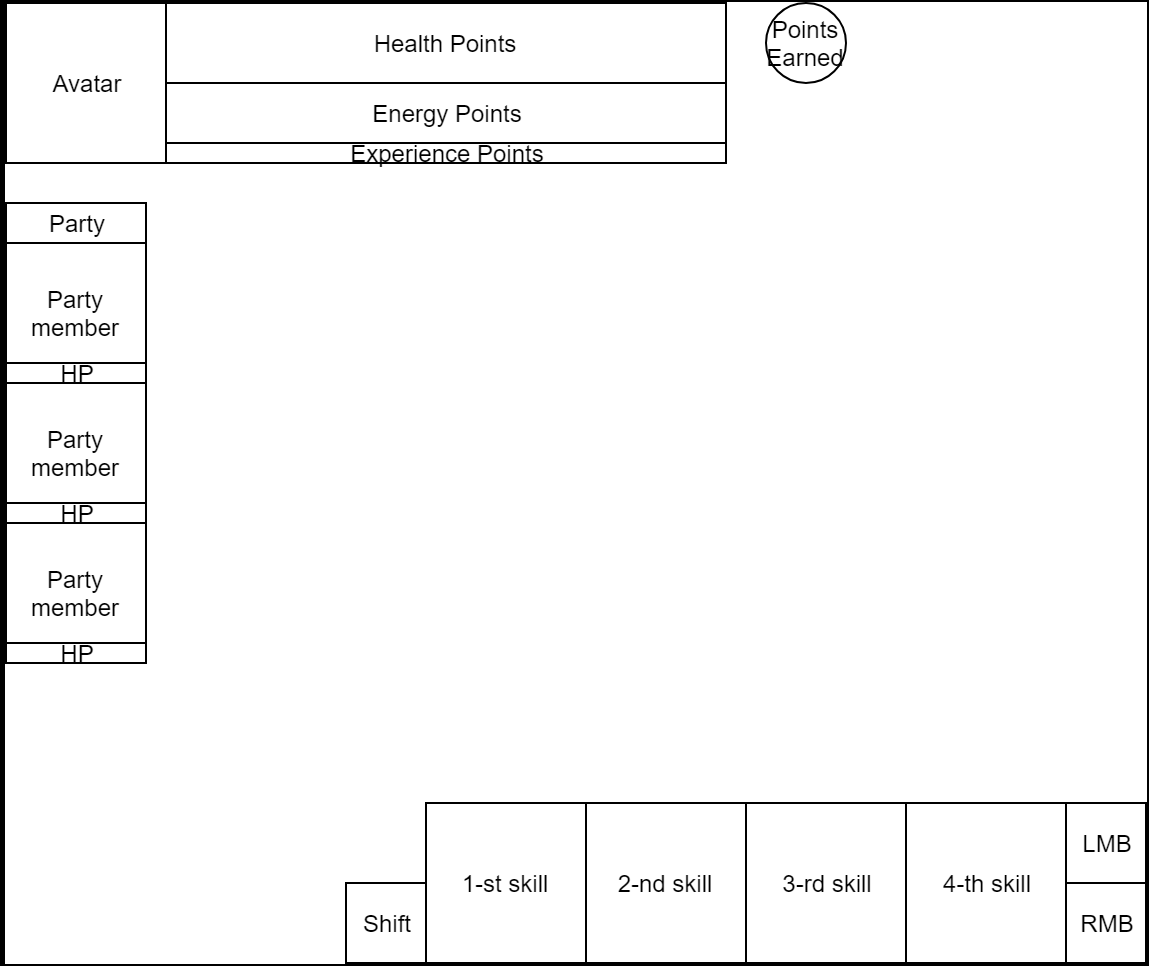 Avatar
Health Points
Energy Points
Experience Points
Points
Earned
Party
Party
member
HP
Party
member
HP
Party
member
HP
Shift
1-st skill
2-nd skill
3-rd skill
4-th skill
LMB
RMB